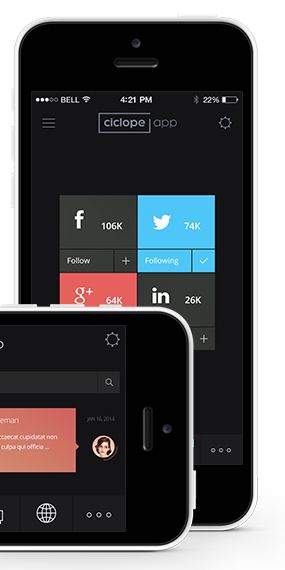 BELL 4:21 PM 22%
ciclope app
f 106K 74K
Follow + Following
g+ 64K in 26K
+
eman JAN 16, 2014
ccaecat cupidatat non
culpa qui officia ...